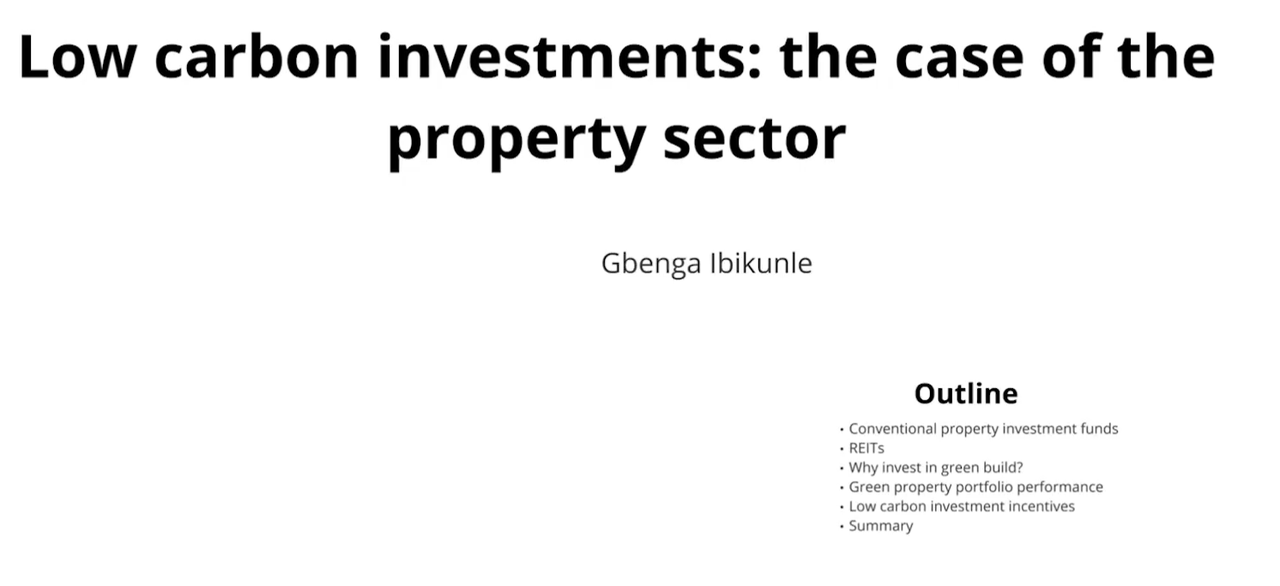 Low carbon investments: the case of the
property sector
Gbenga Ibikunle
Outline
• Conventional property investment funds
• REITs
• Why invest in green build?
• Green property portfolio performance
• Low carbon investment incentives
• Summary